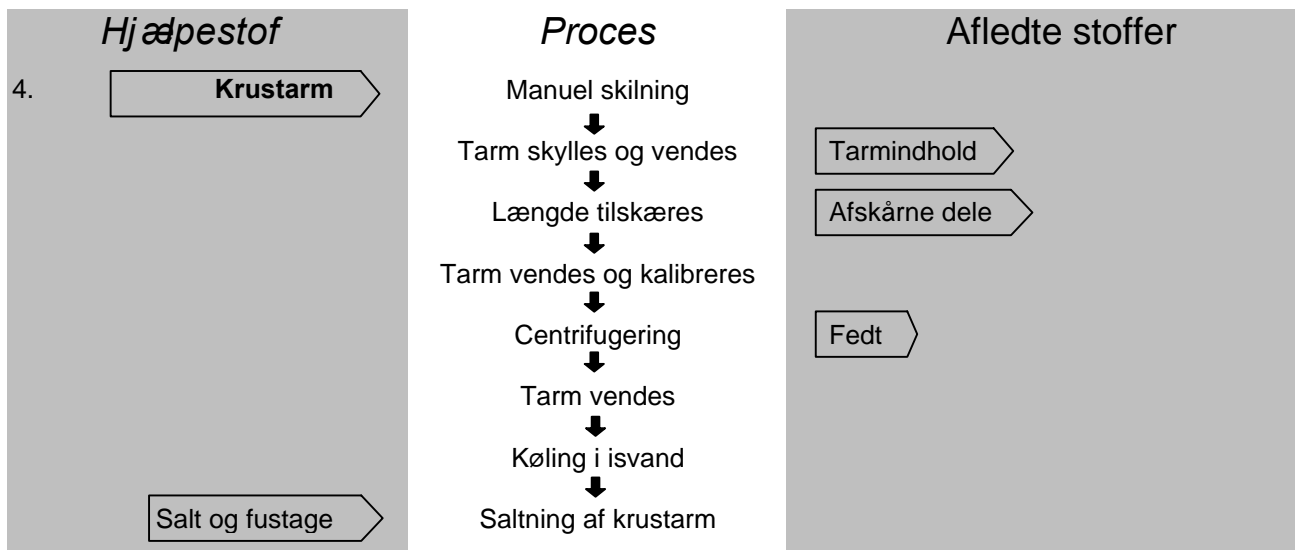 Hjælpestof Proces Afledte stoffer
4. Krustarm Manuel skilning
Tarm skylles og vendes Tarmindhold
Længde tilskæres Afskårne dele
Tarm vendes og kalibreres
Centrifugering Fedt
Tarm vendes
Køling i isvand
Salt og fustage Saltning af krustarm